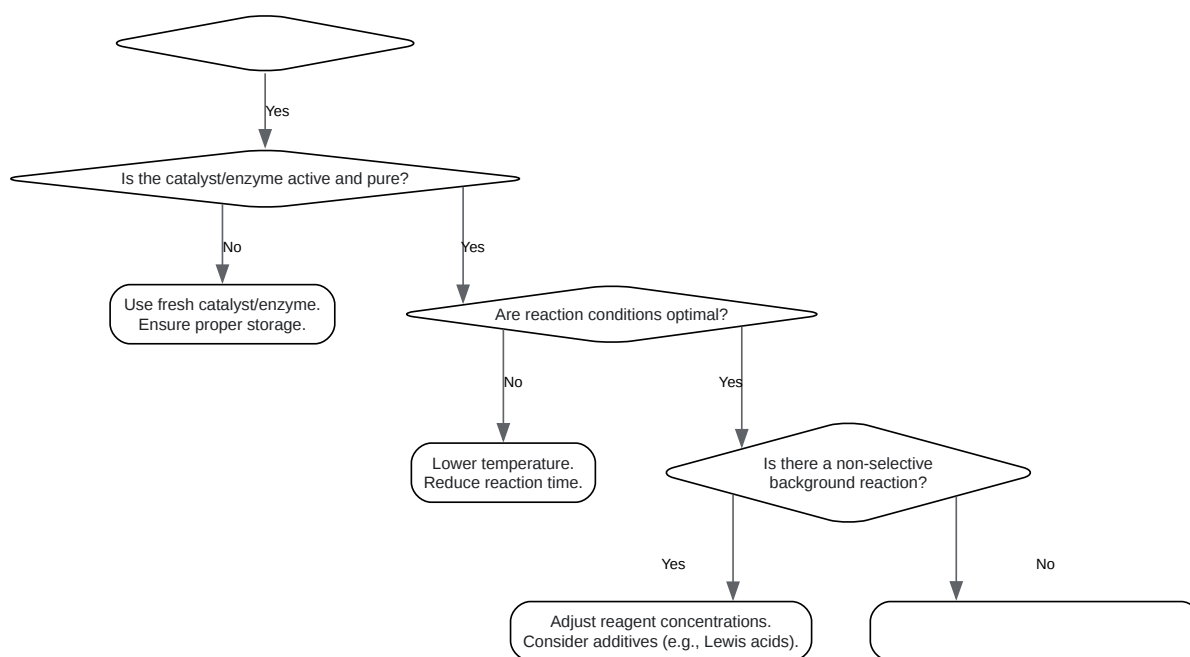 Yes
Is the catalyst/enzyme active and pure?
No
Yes
Use fresh catalyst/enzyme.
Ensure proper storage.
Are reaction conditions optimal?
No
Yes
Lower temperature.
Reduce reaction time.
Is there a non-selective
background reaction?
Yes
No
Adjust reagent concentrations.
Consider additives (e.g., Lewis acids).